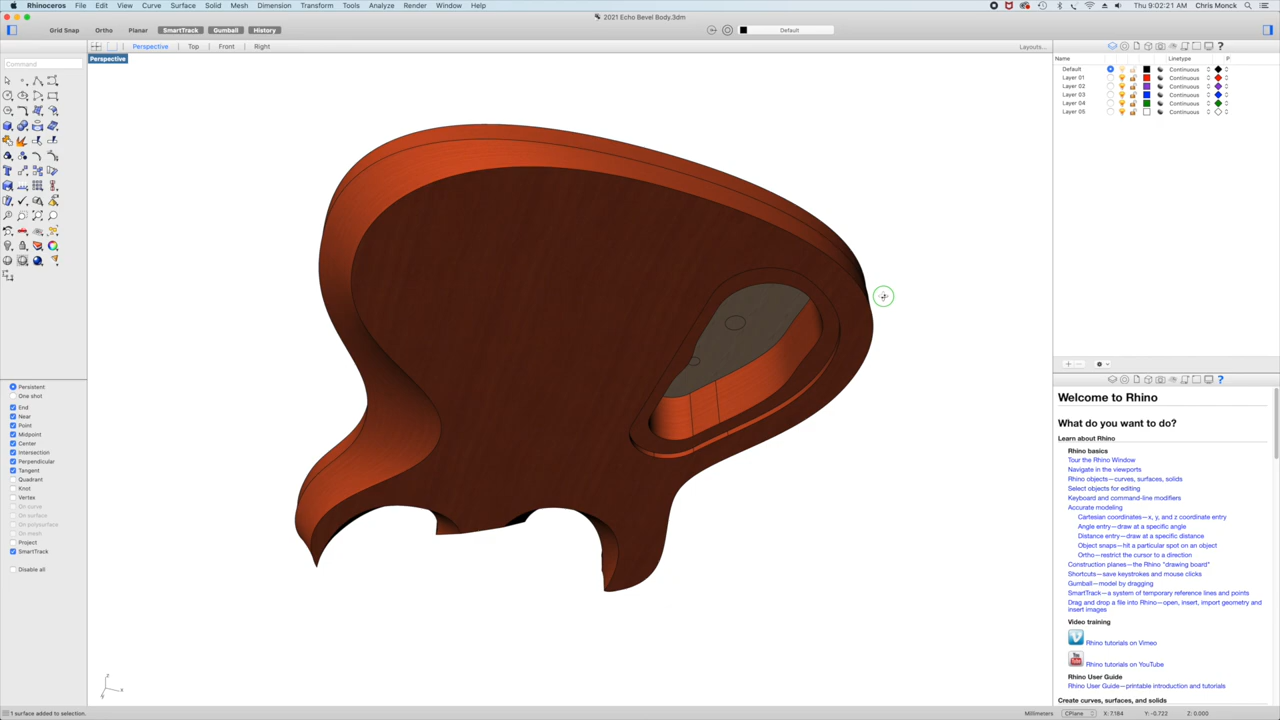 Rhinoceros File Edit View Curve Surface Solid Mesh Dimension Transform Tools Analyze Render Window Help Thu 9:02:21 AM Chris Monck
2021 Echo Bevel Body.3dm
Grid Snap Ortho Planar SmartTrack Gumball History Default
Perspective Top Front Right Layouts...
Perspective
Command
Name Linetype P
Default Continuous
Layer 01 Continuous
Layer 02 Continuous
Layer 03 Continuous
Layer 04 Continuous
Layer 05 Continuous
Persistent
One shot
End
Near
Point
Midpoint
Center
Intersection
Perpendicular
Tangent
Quadrant
Knot
Vertex
On curve
On surface
On polysurface
On mesh
Project
SmartTrack
Disable all
Welcome to Rhino
What do you want to do?
Learn about Rhino
Rhino basics
Tour the Rhino Window
Navigate in the viewports
Rhino objects—curves, surfaces, solids
Select objects for editing
Keyboard and command-line modifiers
Accurate modeling
Cartesian coordinates—x, y, and z coordinate entry
Angle entry—draw at a specific angle
Distance entry—draw at a specific distance
Object snaps—hit a particular spot on an object
Ortho—restrict the cursor to a direction
Construction planes—the Rhino "drawing board"
Shortcuts—save keystrokes and mouse clicks
Gumball—model by dragging
SmartTrack—a system of temporary reference lines and points
Drag and drop a file into Rhino—open, insert, import geometry and
insert images
Video training
Rhino tutorials on Vimeo
Rhino tutorials on YouTube
Rhino User Guide
Rhino User Guide—printable introduction and tutorials
Create curves, surfaces, and solids
z
x
y
1 surface added to selection. Millimeters CPlane X: 7.184 Y: -0.722 Z: 0.000